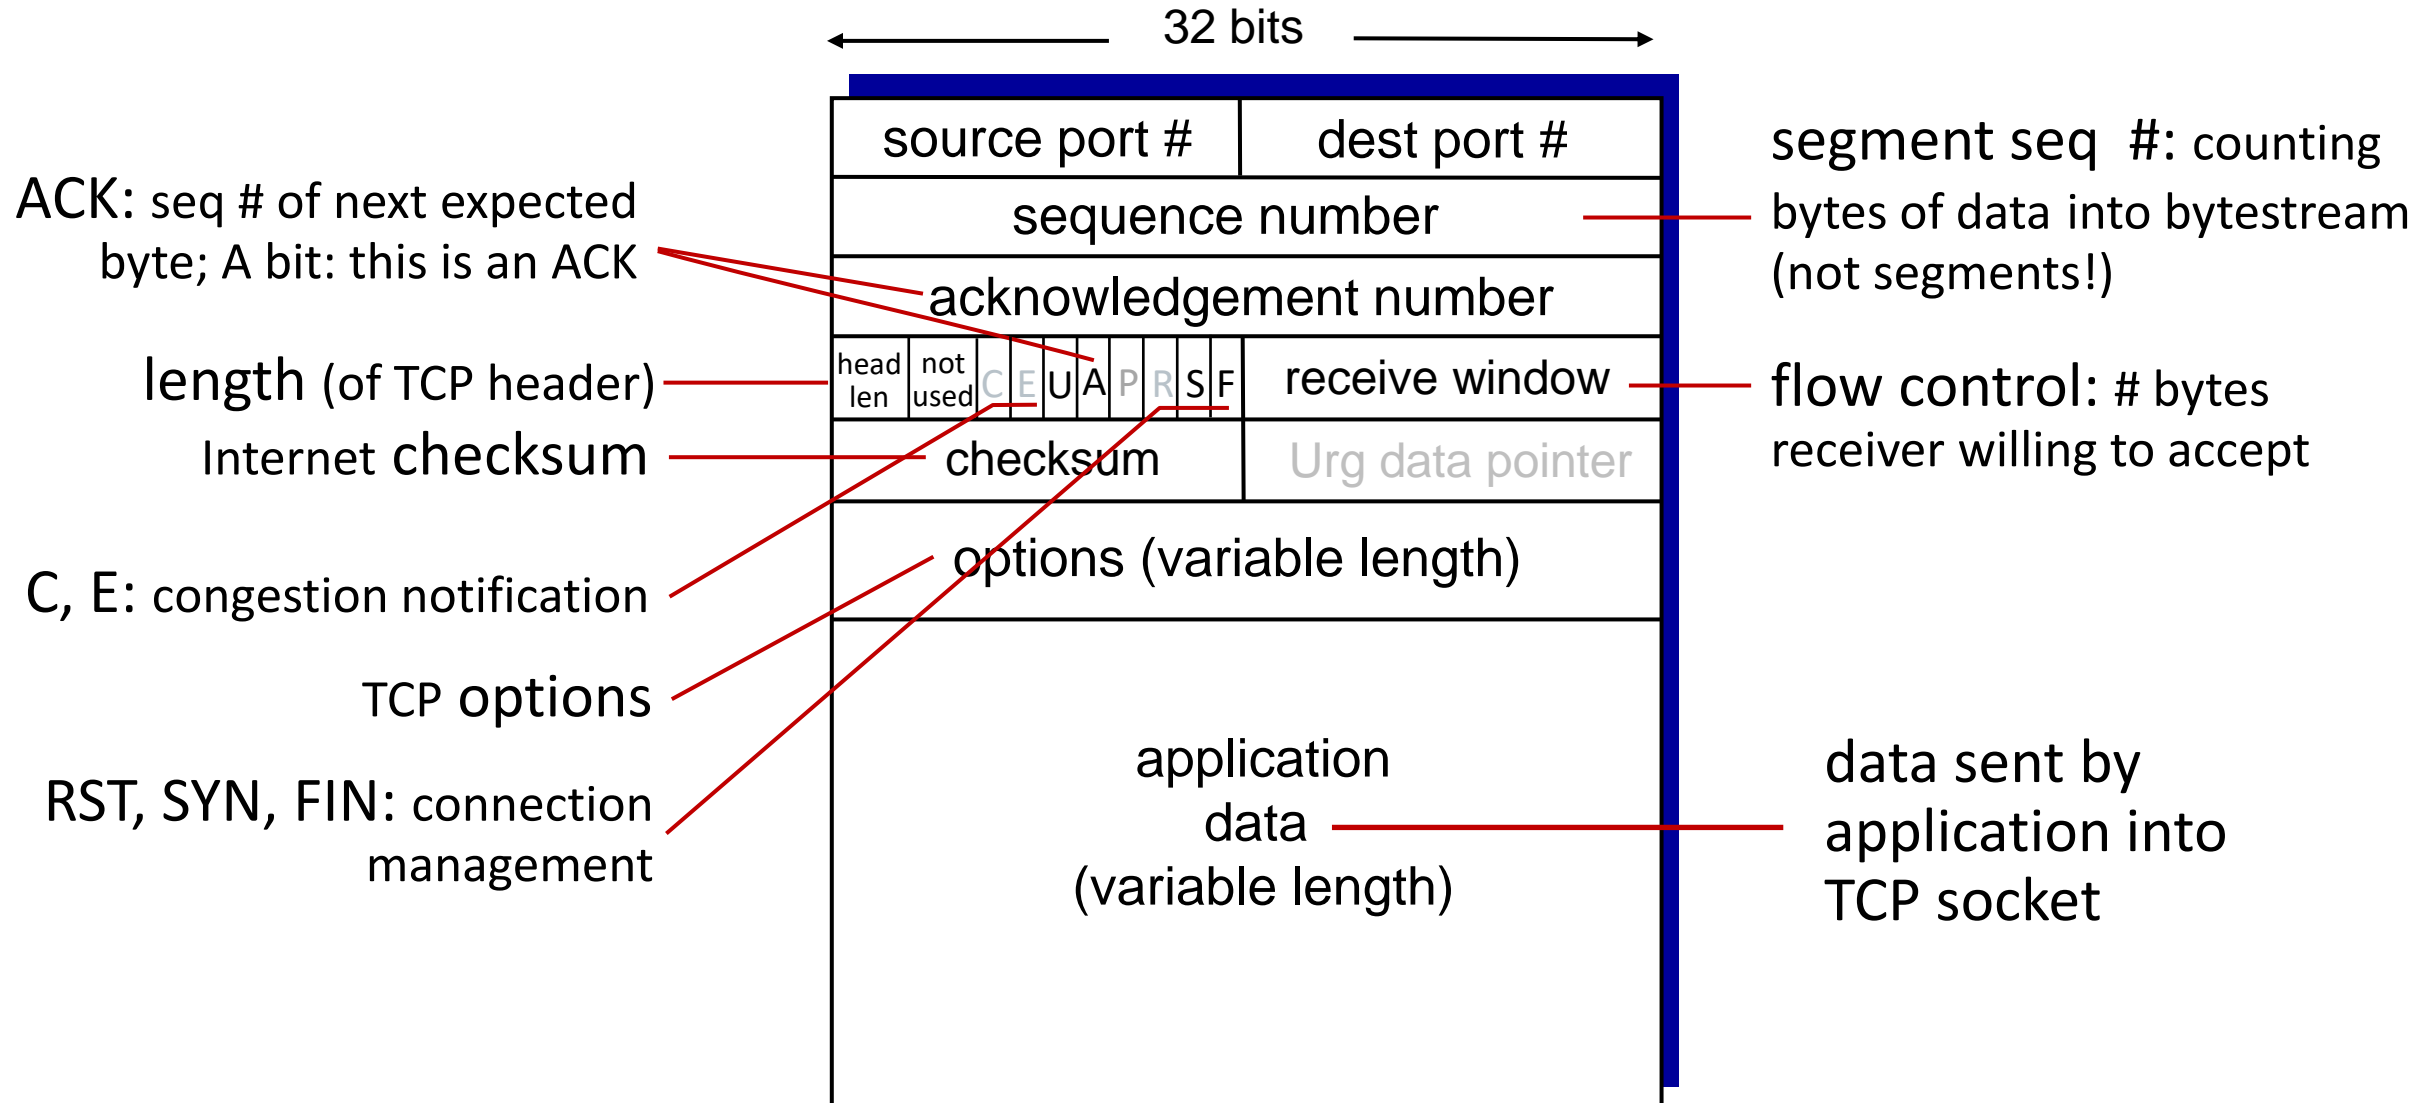 32 bits
source port #
dest port #
segment seq  #: counting
bytes of data into bytestream
(not segments!)
ACK: seq # of next expected
byte; A bit: this is an ACK
sequence number
acknowledgement number
length (of TCP header)
head
len
not
used
C
E
U
A
P
R
S
F
receive window
flow control: # bytes
receiver willing to accept
Internet checksum
checksum
Urg data pointer
C, E: congestion notification
options (variable length)
TCP options
RST, SYN, FIN: connection
management
application
data
(variable length)
data sent by
application into
TCP socket